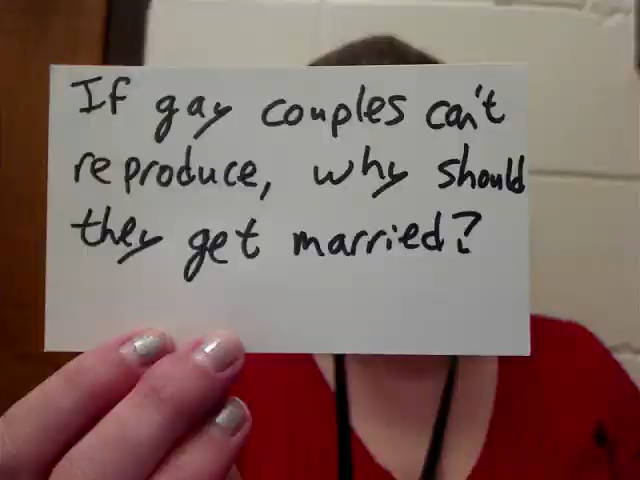 If gay couples can't
reproduce, why should
they get married?